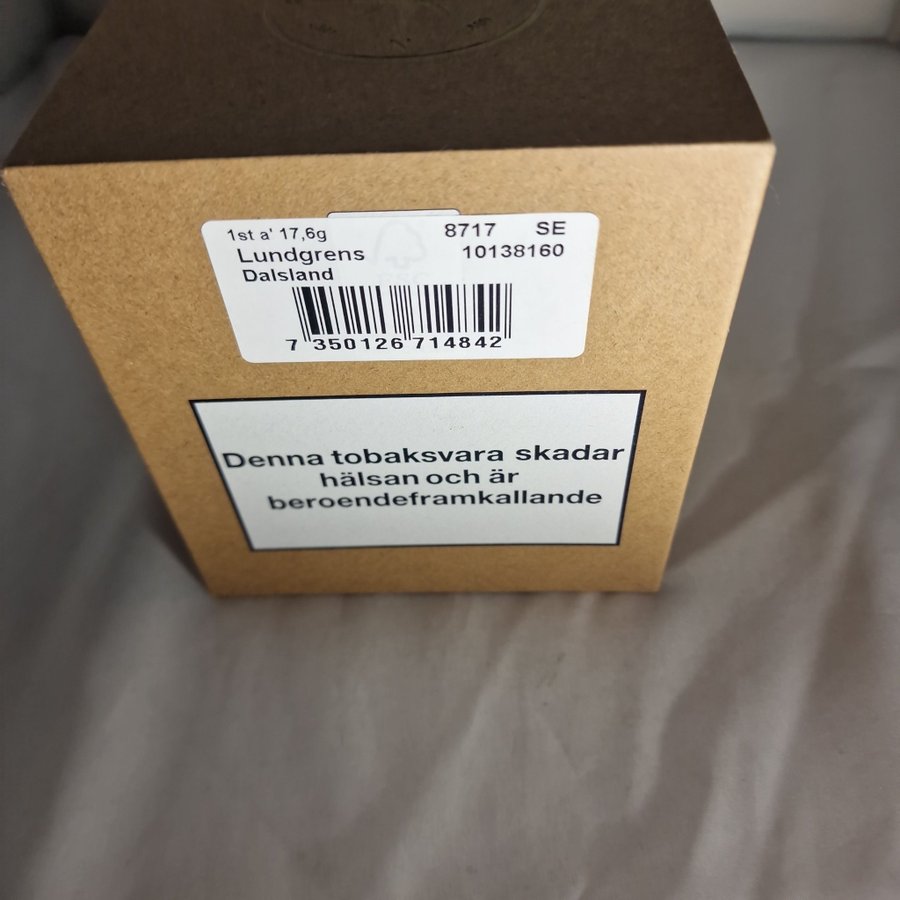 1st a' 17,6g 8717 SE
Lundgrens 10138160
Dalsland
7 350126 714842
Denna tobaksvara skadar
hälsan och är
beroendeframkallande